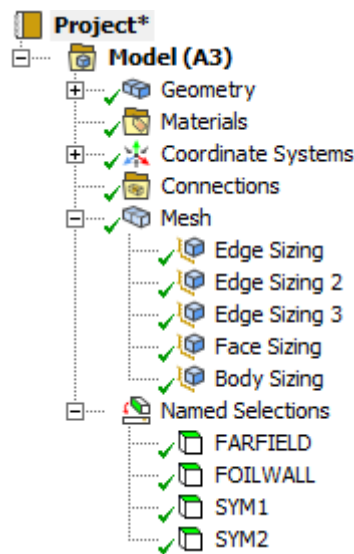 Project*
Model (A3)
Geometry
Materials
Coordinate Systems
Connections
Mesh
Edge Sizing
Edge Sizing 2
Edge Sizing 3
Face Sizing
Body Sizing
Named Selections
FARFIELD
FOILWALL
SYM1
SYM2